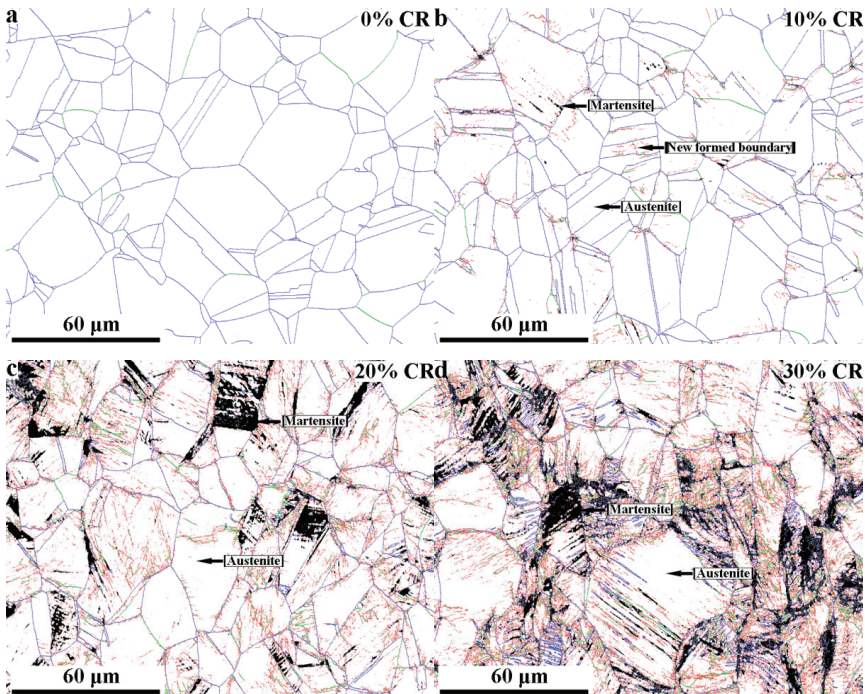 a
0% CR
60 μm
b
10% CR
Martensite
New formed boundary
Austenite
60 μm
c
20% CR
Martensite
Austenite
60 μm
d
30% CR
Martensite
Austenite
60 μm